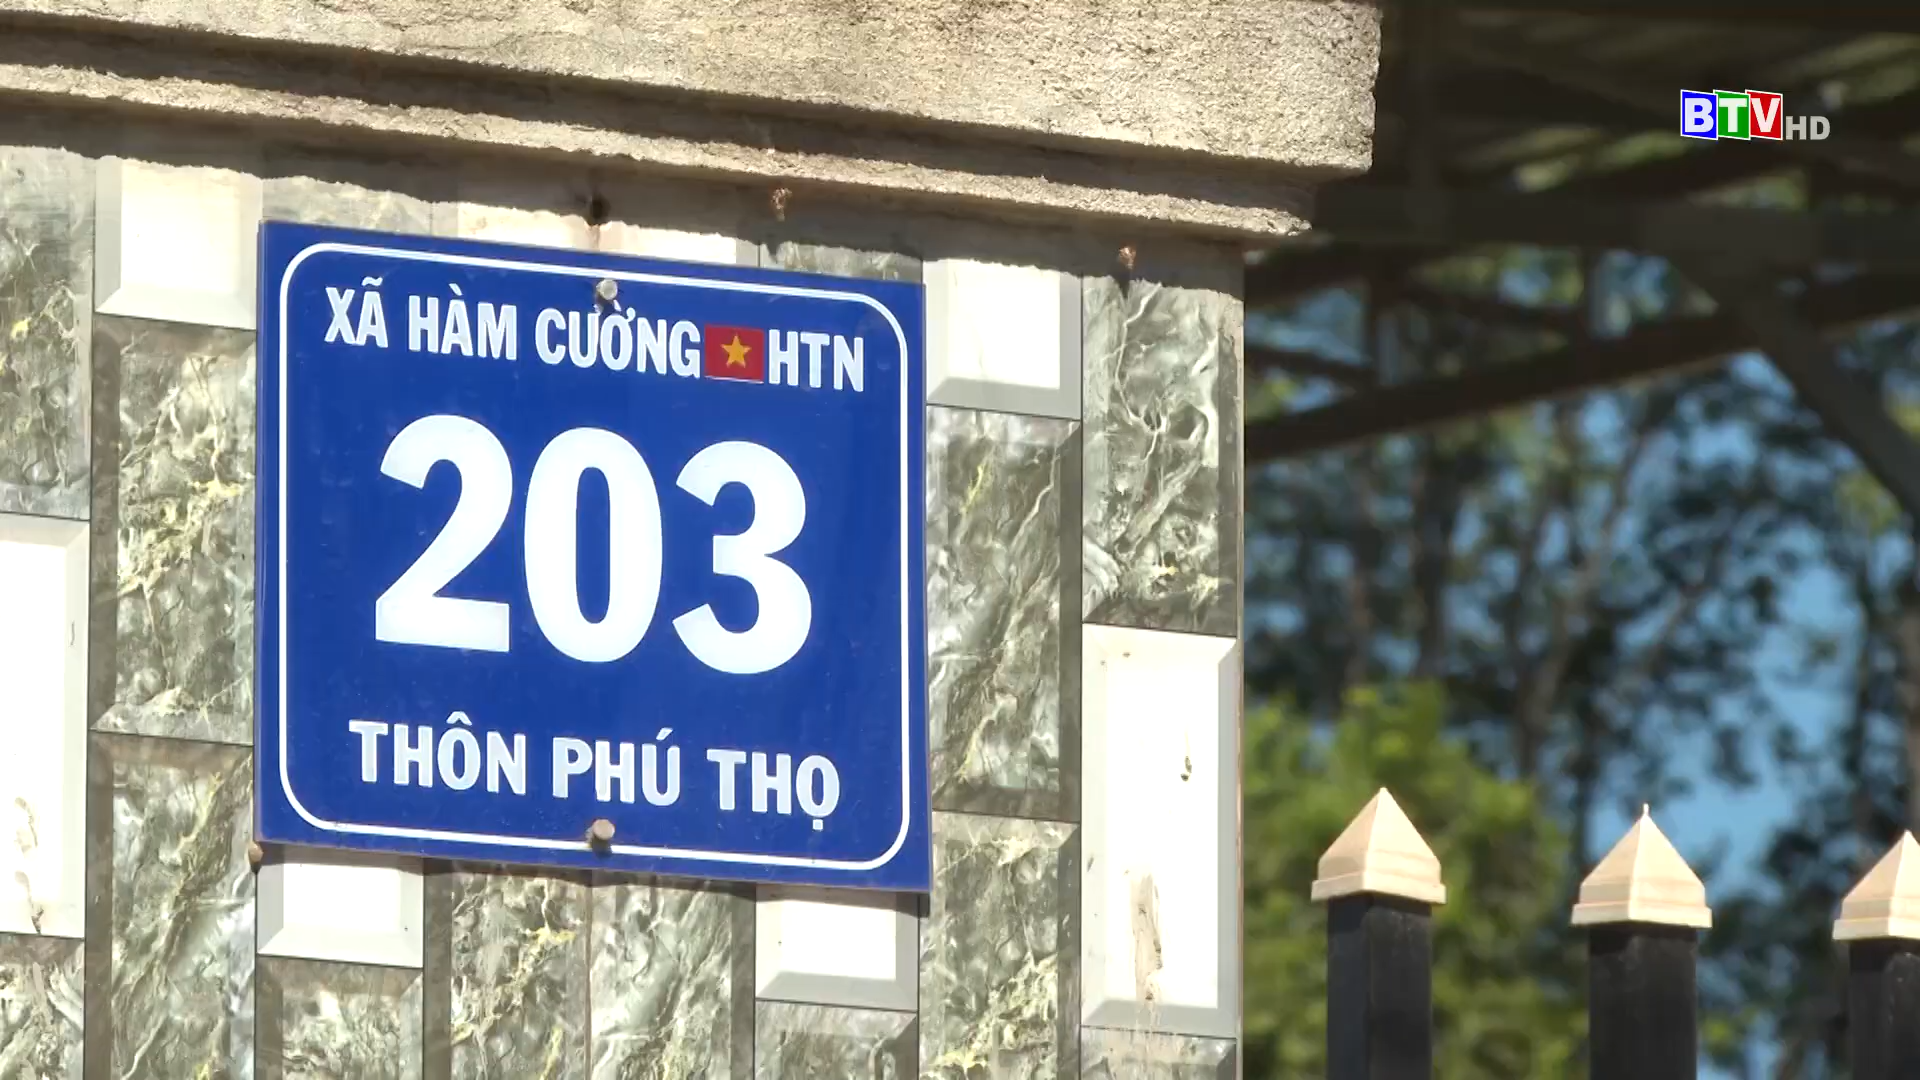 BTV HD
XÃ HÀM CƯỜNG HTN
203
THÔN PHÚ THỌ